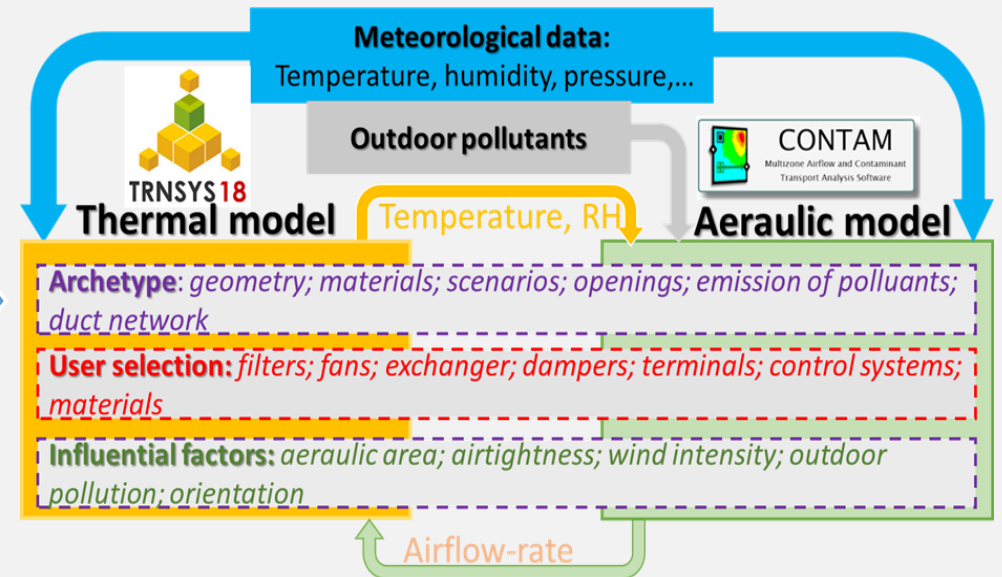 Meteorological data:
Temperature, humidity, pressure,...
Outdoor pollutants
TRNSYS 18
CONTAM
Multizone Airflow and Contaminant
Transport Analysis Software
Thermal model
Temperature, RH
Aeraulic model
Archetype: geometry; materials; scenarios; openings; emission of polluants;
duct network
User selection: filters; fans; exchanger; dampers; terminals; control systems;
materials
Influential factors: aeraulic area; airtightness; wind intensity; outdoor
pollution; orientation
Airflow-rate